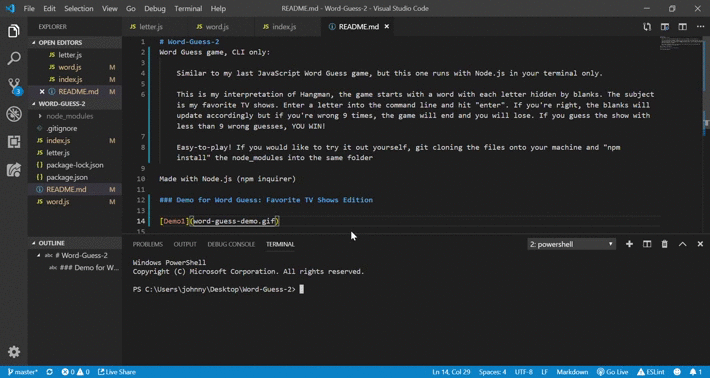 File Edit Selection View Go Debug Terminal Help README.md - Word-Guess-2 - Visual Studio Code
EXPLORER
JS letter.js JS word.js JS index.js README.md ×
OPEN EDITORS
JS letter.js
JS word.js M
JS index.js M
× README.md M
WORD-GUESS-2
node_modules
.gitignore
JS index.js M
JS letter.js
{} package-lock.json
{} package.json
README.md M
JS word.js M
OUTLINE
abc # Word-Guess-2
abc ### Demo for W...
3
1 # Word-Guess-2
2 Word Guess game, CLI only:
3
4 Similar to my last JavaScript Word Guess game, but this one runs with Node.js in your terminal only.
5
6 This is my interpretation of Hangman, the game starts with a word with each letter hidden by blanks. The subject
is my favorite TV shows. Enter a letter into the command line and hit "enter". If you're right, the blanks will
update accordingly but if you're wrong 9 times, the game will end and you will lose. If you guess the show with
less than 9 wrong guesses, YOU WIN!
7
8 Easy-to-play! If you would like to try it out yourself, git cloning the files onto your machine and "npm
install" the node_modules into the same folder
9
10 Made with Node.js (npm inquirer)
11
12 ### Demo for Word Guess: Favorite TV Shows Edition
13
14 [Demo1](word-guess-demo.gif)
15
PROBLEMS OUTPUT DEBUG CONSOLE TERMINAL 2: powershell
Windows PowerShell
Copyright (C) Microsoft Corporation. All rights reserved.
PS C:\Users\johnny\Desktop\Word-Guess-2>
master* 0 0 Live Share Ln 14, Col 29 Spaces: 4 UTF-8 LF Markdown Go Live ESLint 1